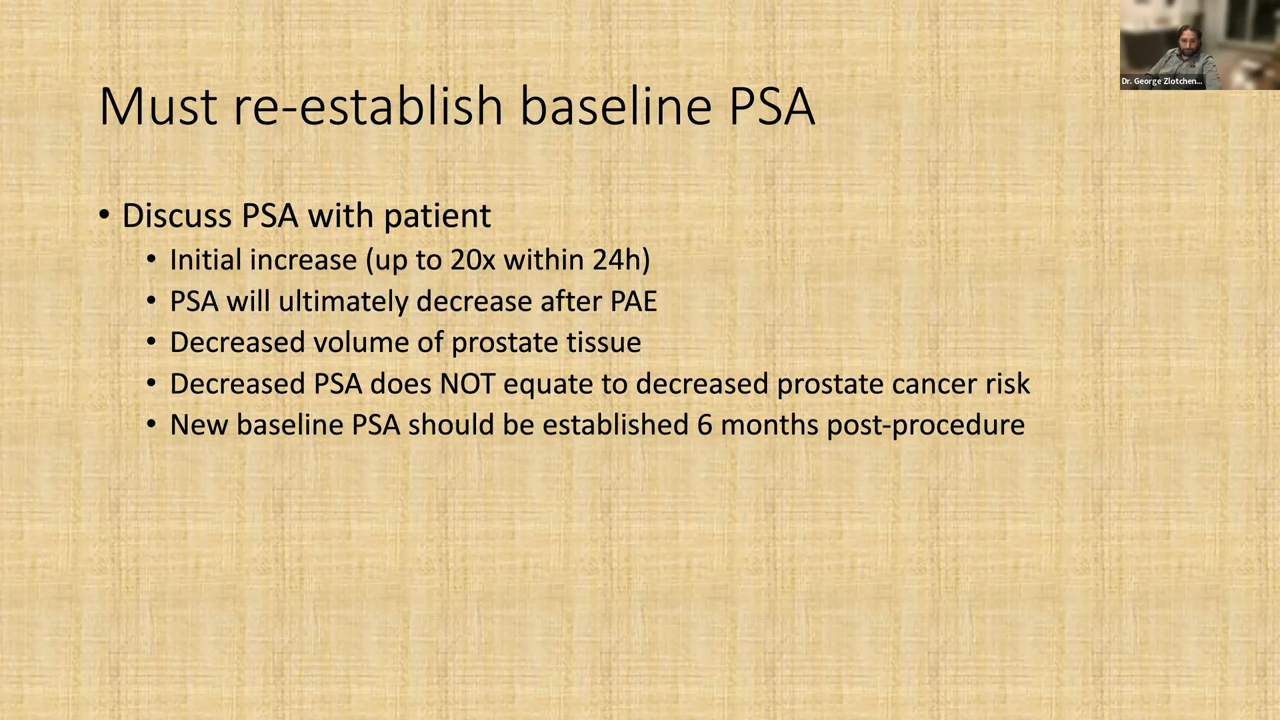 Dr. George Zlotchen...
Must re-establish baseline PSA
• Discuss PSA with patient
• Initial increase (up to 20x within 24h)
• PSA will ultimately decrease after PAE
• Decreased volume of prostate tissue
• Decreased PSA does NOT equate to decreased prostate cancer risk
• New baseline PSA should be established 6 months post-procedure